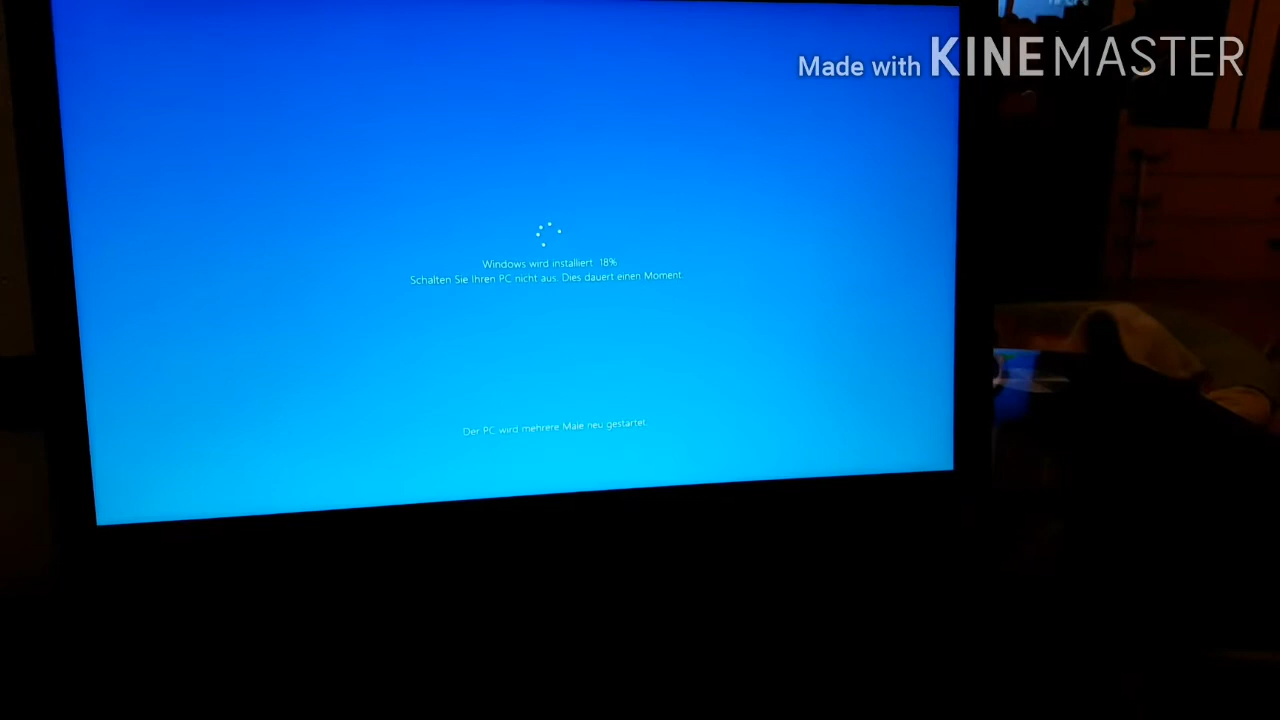 Made with KINEMASTER
Windows wird installiert 18%
Schalten Sie Ihren PC nicht aus. Dies dauert einen Moment.
Der PC wird mehrere Male neu gestartet.